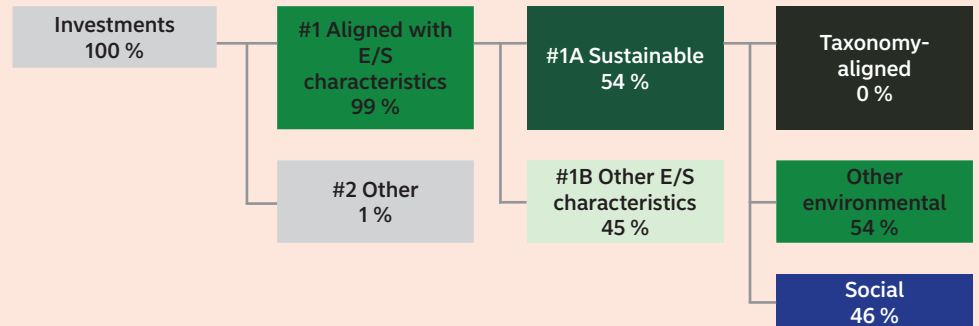 Investments
100 %
#1 Aligned with
E/S
characteristics
99 %
#2 Other
1 %
#1A Sustainable
54 %
#1B Other E/S
characteristics
45 %
Taxonomy-
aligned
0 %
Other
environmental
54 %
Social
46 %